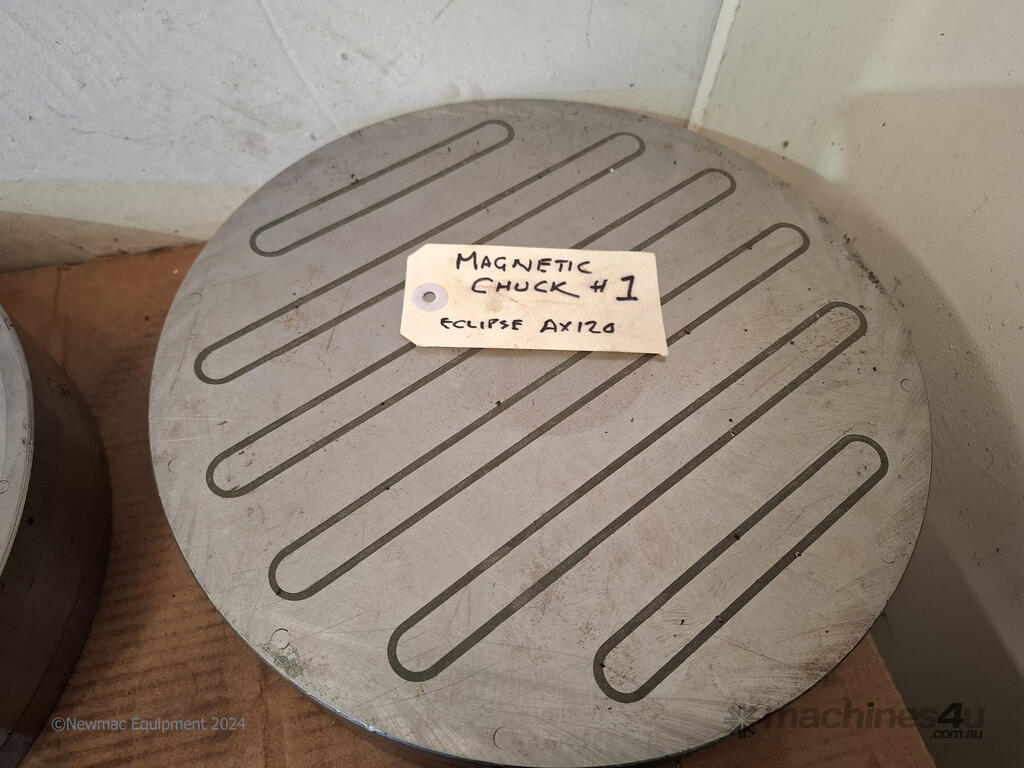 MAGNETIC
CHUCK # 1
ECLIPSE AX120
©Newmac Equipment 2024
machines4u
.com.au